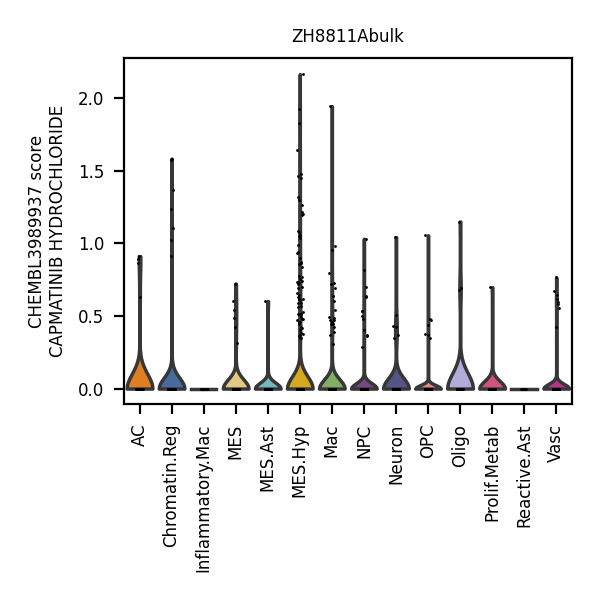 ZH8811Abulk
CHEMBL3989937 score
CAPMATINIB HYDROCHLORIDE
2.0
1.5
1.0
0.5
0.0
AC
Chromatin.Reg
Inflammatory.Mac
MES
MES.Ast
MES.Hyp
Mac
NPC
Neuron
OPC
Oligo
Prolif.Metab
Reactive.Ast
Vasc